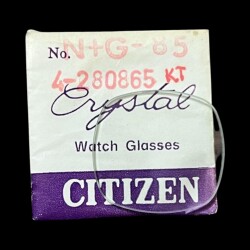 No. N+G-85
4-280865 KT
Crystal
Watch Glasses
CITIZEN